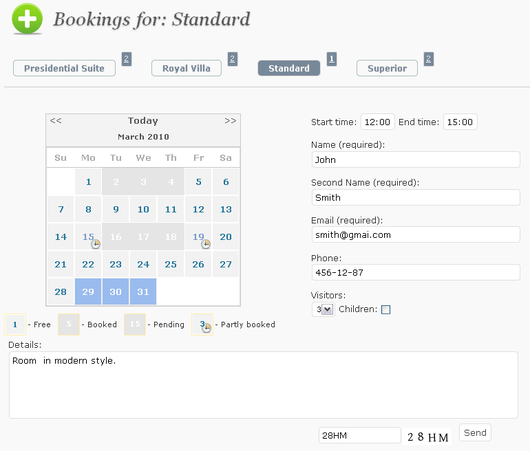 Bookings for: Standard
Presidential Suite 2 Royal Villa 2 Standard 1 Superior 2
<< Today >>
March 2010
Su Mo Tu We Th Fr Sa
1 2 3 4 5 6
7 8 9 10 11 12 13
14 15 16 17 18 19 20
21 22 23 24 25 26 27
28 29 30 31
1 - Free 5 - Booked 15 - Pending 3 - Partly booked
Start time: 12:00 End time: 15:00
Name (required):
John
Second Name (required):
Smith
Email (required):
smith@gmai.com
Phone:
456-12-87
Visitors:
3 Children:
Details:
Room in modern style.
28HM 28HM Send